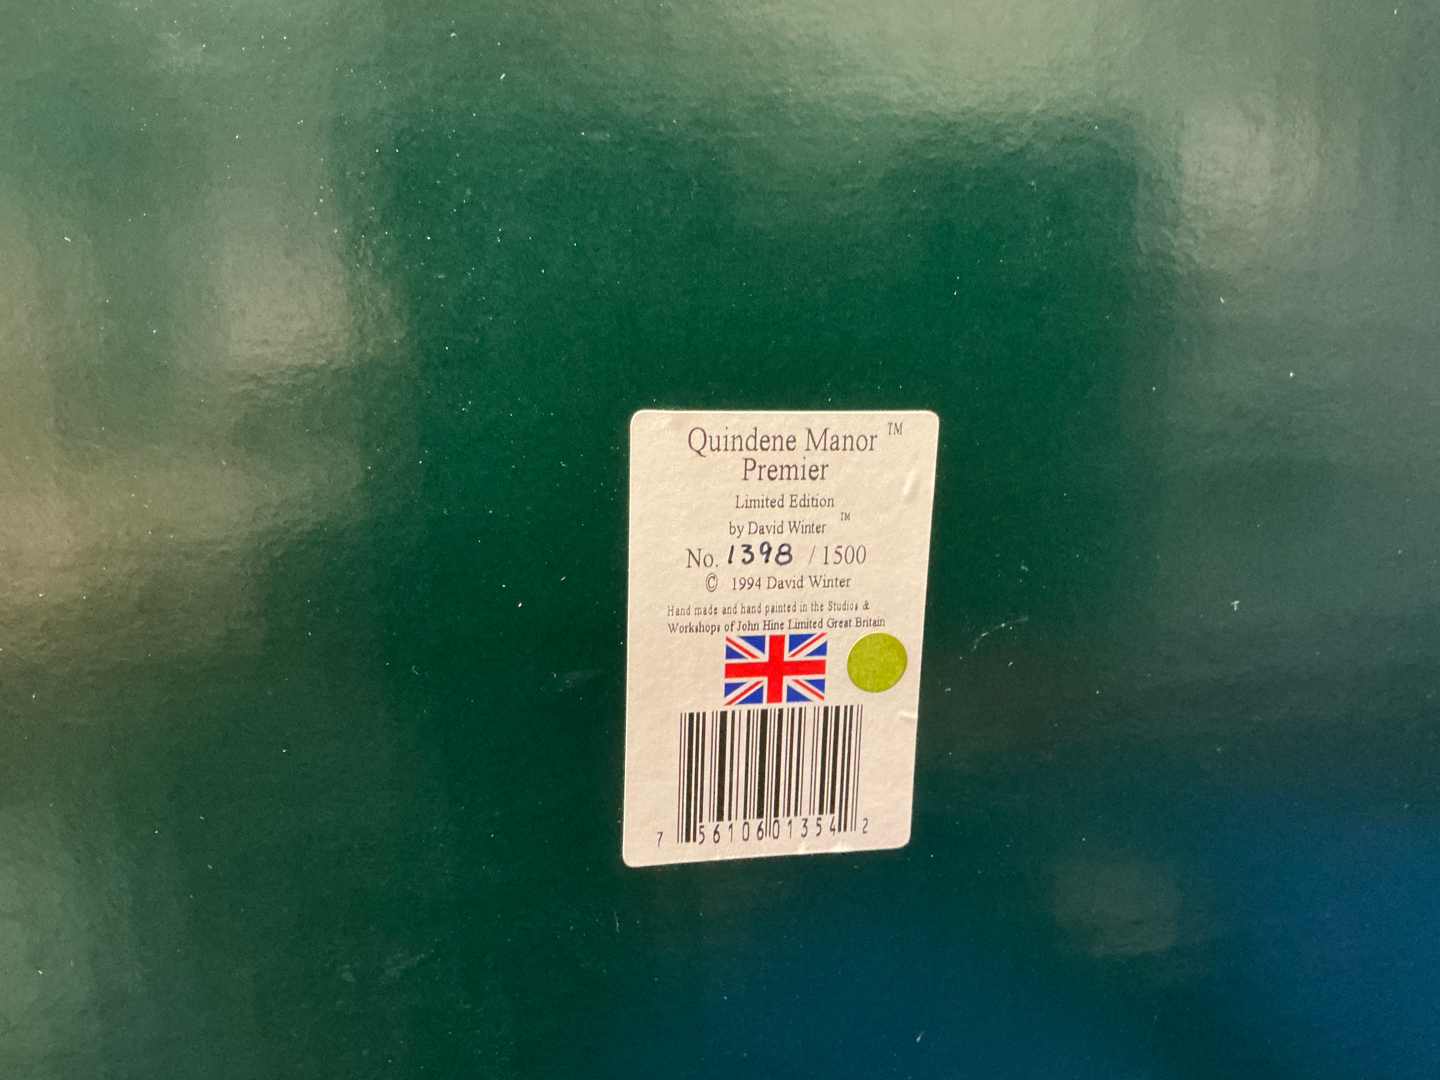 Quindene Manor ™
Premier
Limited Edition
by David Winter ™
No. 1398 / 1500
© 1994 David Winter
Hand made and hand painted in the Studios &
Workshops of John Hine Limited Great Britain
7 56106 01354 2